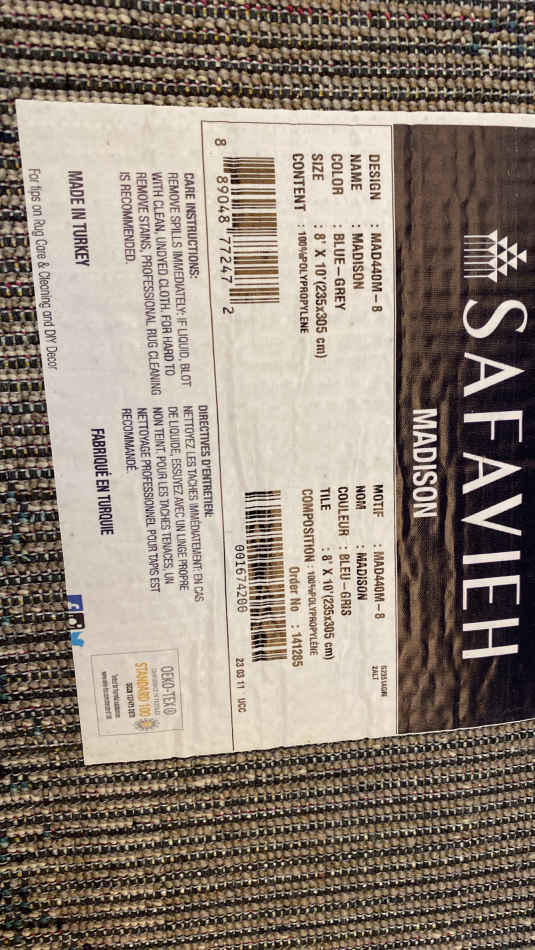 SAFAVIEH
MADISON
DESIGN : MAD440M-8
NAME : MADISON
COLOR : BLUE-GREY
SIZE : 8' X 10'(235x305 cm)
CONTENT : 100%POLYPROPYLENE
8 89048 77247 2
MOTIF : MAD440M-8
NOM : MADISON
COULEUR : BLEU-GRIS
TILE : 8' X 10'(235x305 cm)
COMPOSITION : 100%POLYPROPYLÈNE
Order No : 141285
001674280
23 03 11 UCC
CARE INSTRUCTIONS:
REMOVE SPILLS IMMEDIATELY: IF LIQUID, BLOT
WITH CLEAN, UNDYED CLOTH. FOR HARD TO
REMOVE STAINS, PROFESSIONAL RUG CLEANING
IS RECOMMENDED.
DIRECTIVES D'ENTRETIEN:
NETTOYEZ LES TACHES IMMÉDIATEMENT: EN CAS
DE LIQUIDE, ESSUYEZ AVEC UN LINGE PROPRE
NON TEINT. POUR LES TACHES TENACES, UN
NETTOYAGE PROFESSIONNEL POUR TAPIS EST
RECOMMANDÉ.
MADE IN TURKEY
FABRIQUÉ EN TURQUIE
For tips on Rug Care & Cleaning and DIY Decor
OEKO-TEX®
STANDARD 100